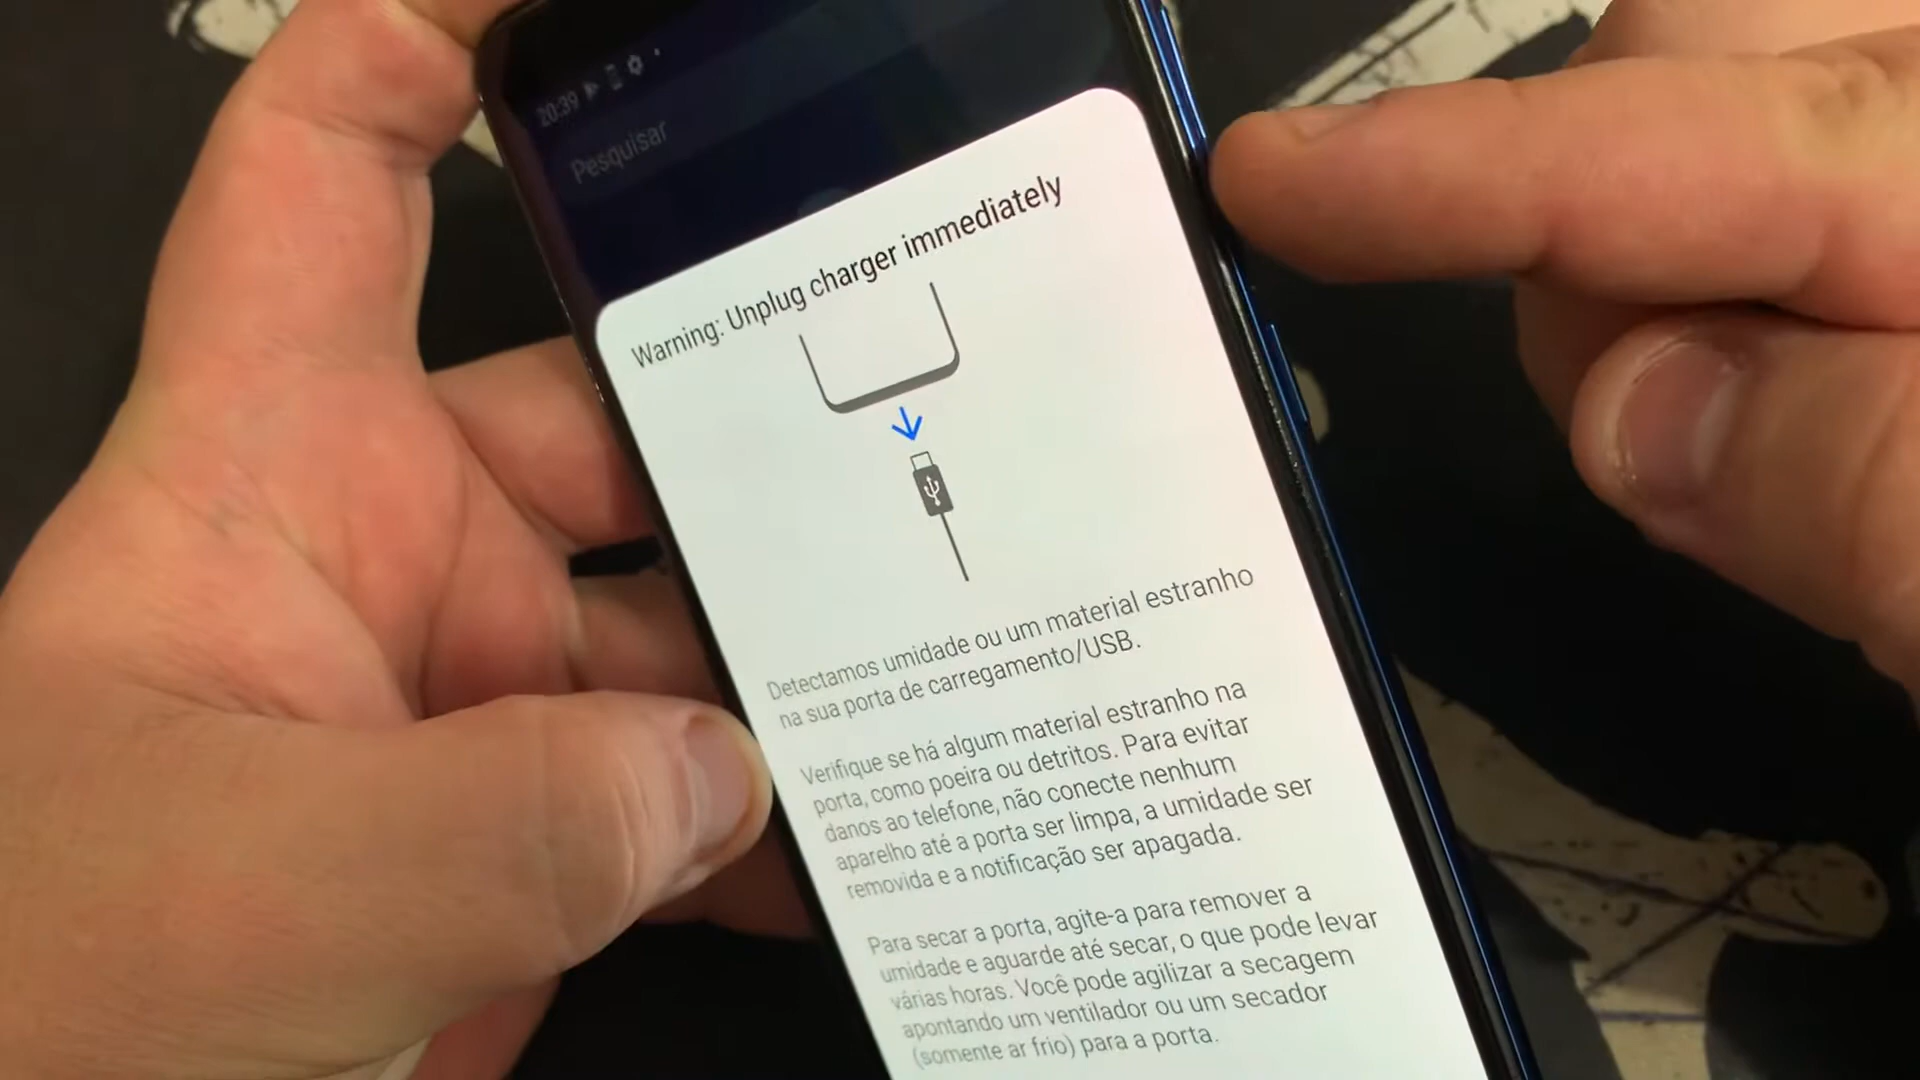 20:39
Pesquisar
Warning: Unplug charger immediately
Detectamos umidade ou um material estranho
na sua porta de carregamento/USB.
Verifique se há algum material estranho na
porta, como poeira ou detritos. Para evitar
danos ao telefone, não conecte nenhum
aparelho até a porta ser limpa, a umidade ser
removida e a notificação ser apagada.
Para secar a porta, agite-a para remover a
umidade e aguarde até secar, o que pode levar
várias horas. Você pode agilizar a secagem
apontando um ventilador ou um secador
(somente ar frio) para a porta.